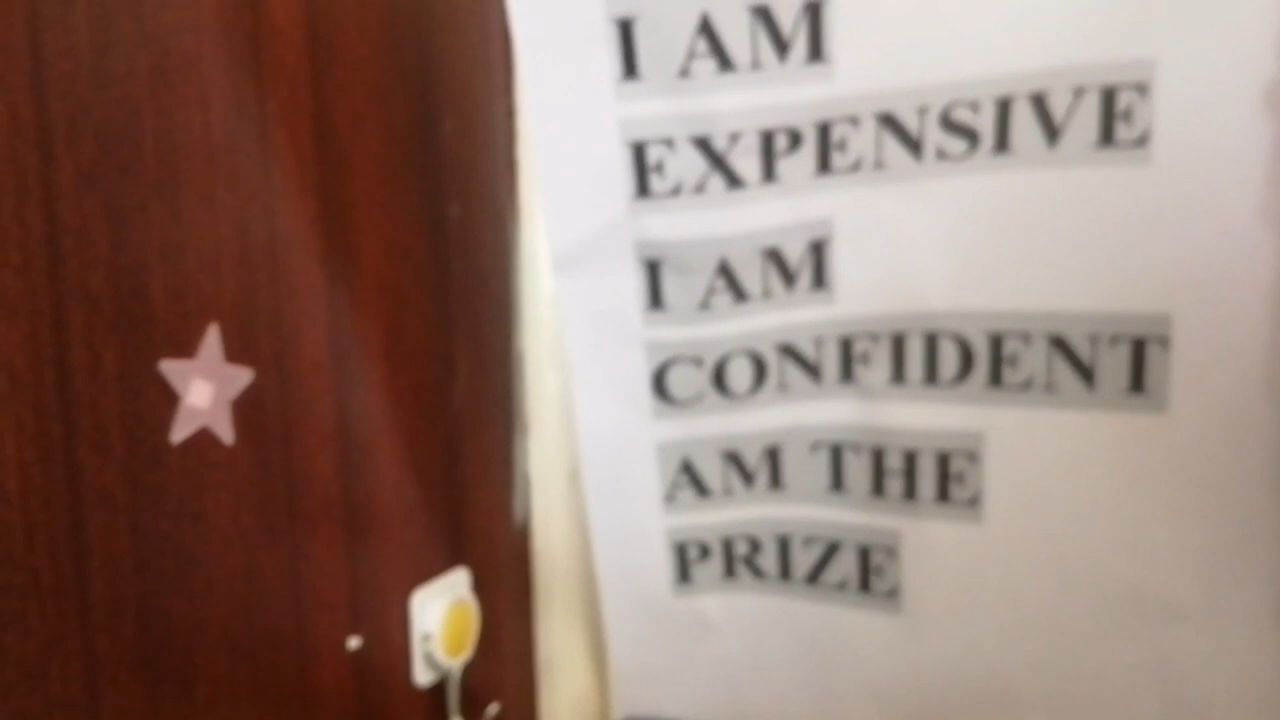 I AM
EXPENSIVE
I AM
CONFIDENT
AM THE
PRIZE